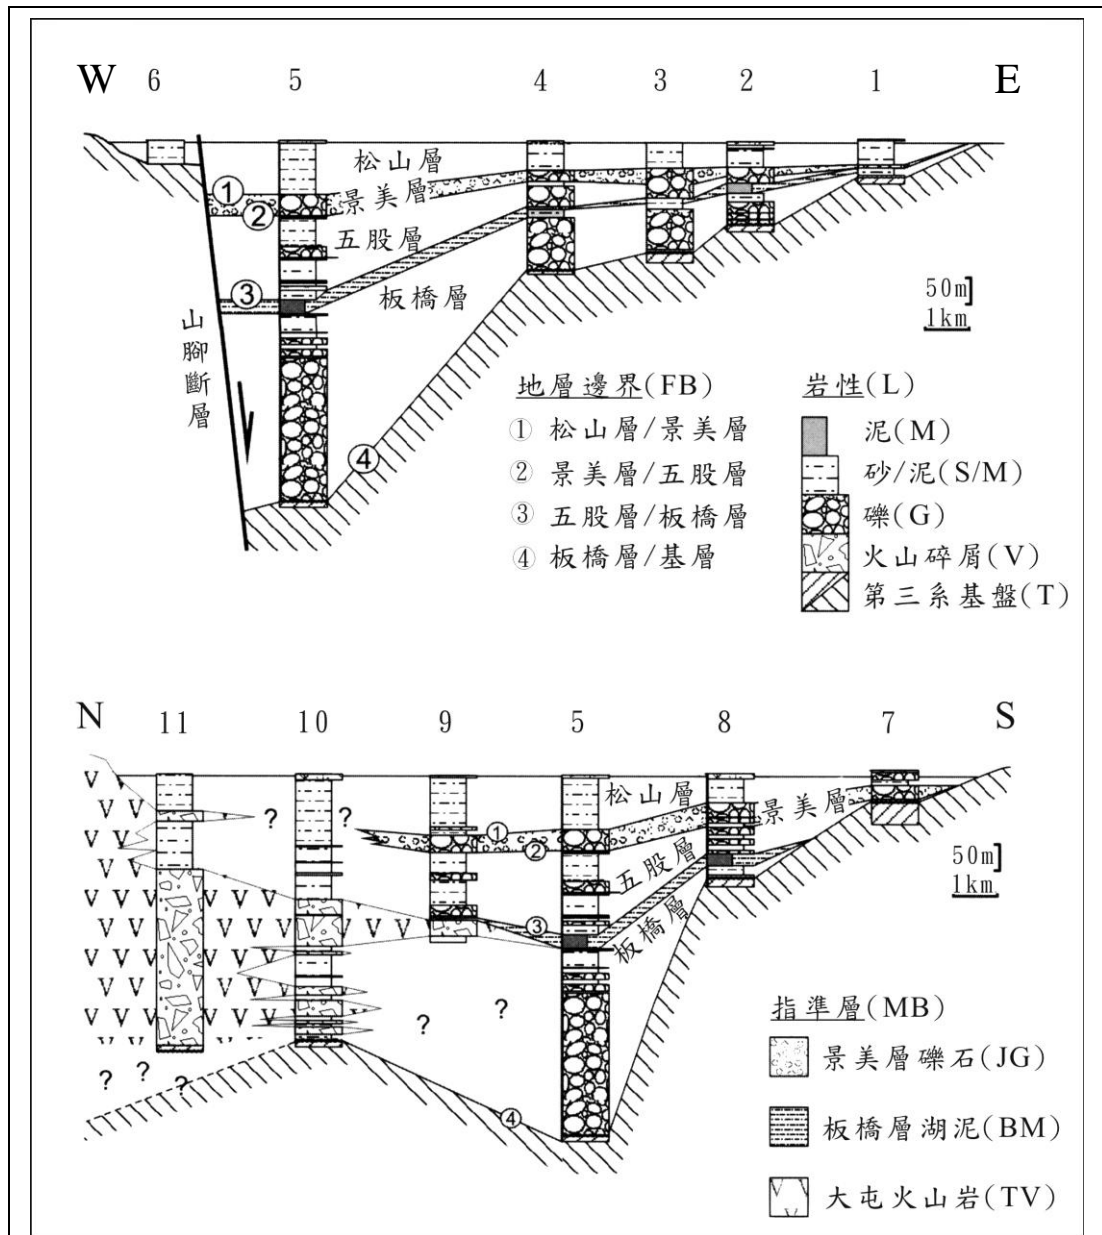 W 6 5 4 3 2 1 E
松山層
① 景美層
②
五股層
③ 板橋層
山腳斷層
50m
1km
④
地層邊界(FB)
① 松山層/景美層
② 景美層/五股層
③ 五股層/板橋層
④ 板橋層/基層
岩性(L)
泥(M)
砂/泥(S/M)
礫(G)
火山碎屑(V)
第三系基盤(T)
N 11 10 9 5 8 7 S
松山層
景美層
? ? ①
②
五股層
③
板橋層
50m
1km
? ?
? ? ?
④
V V V V V V V V V V V V V V V V V V V V V V V V V V V V V V V V V V
指準層(MB)
景美層礫石(JG)
板橋層湖泥(BM)
大屯火山岩(TV)